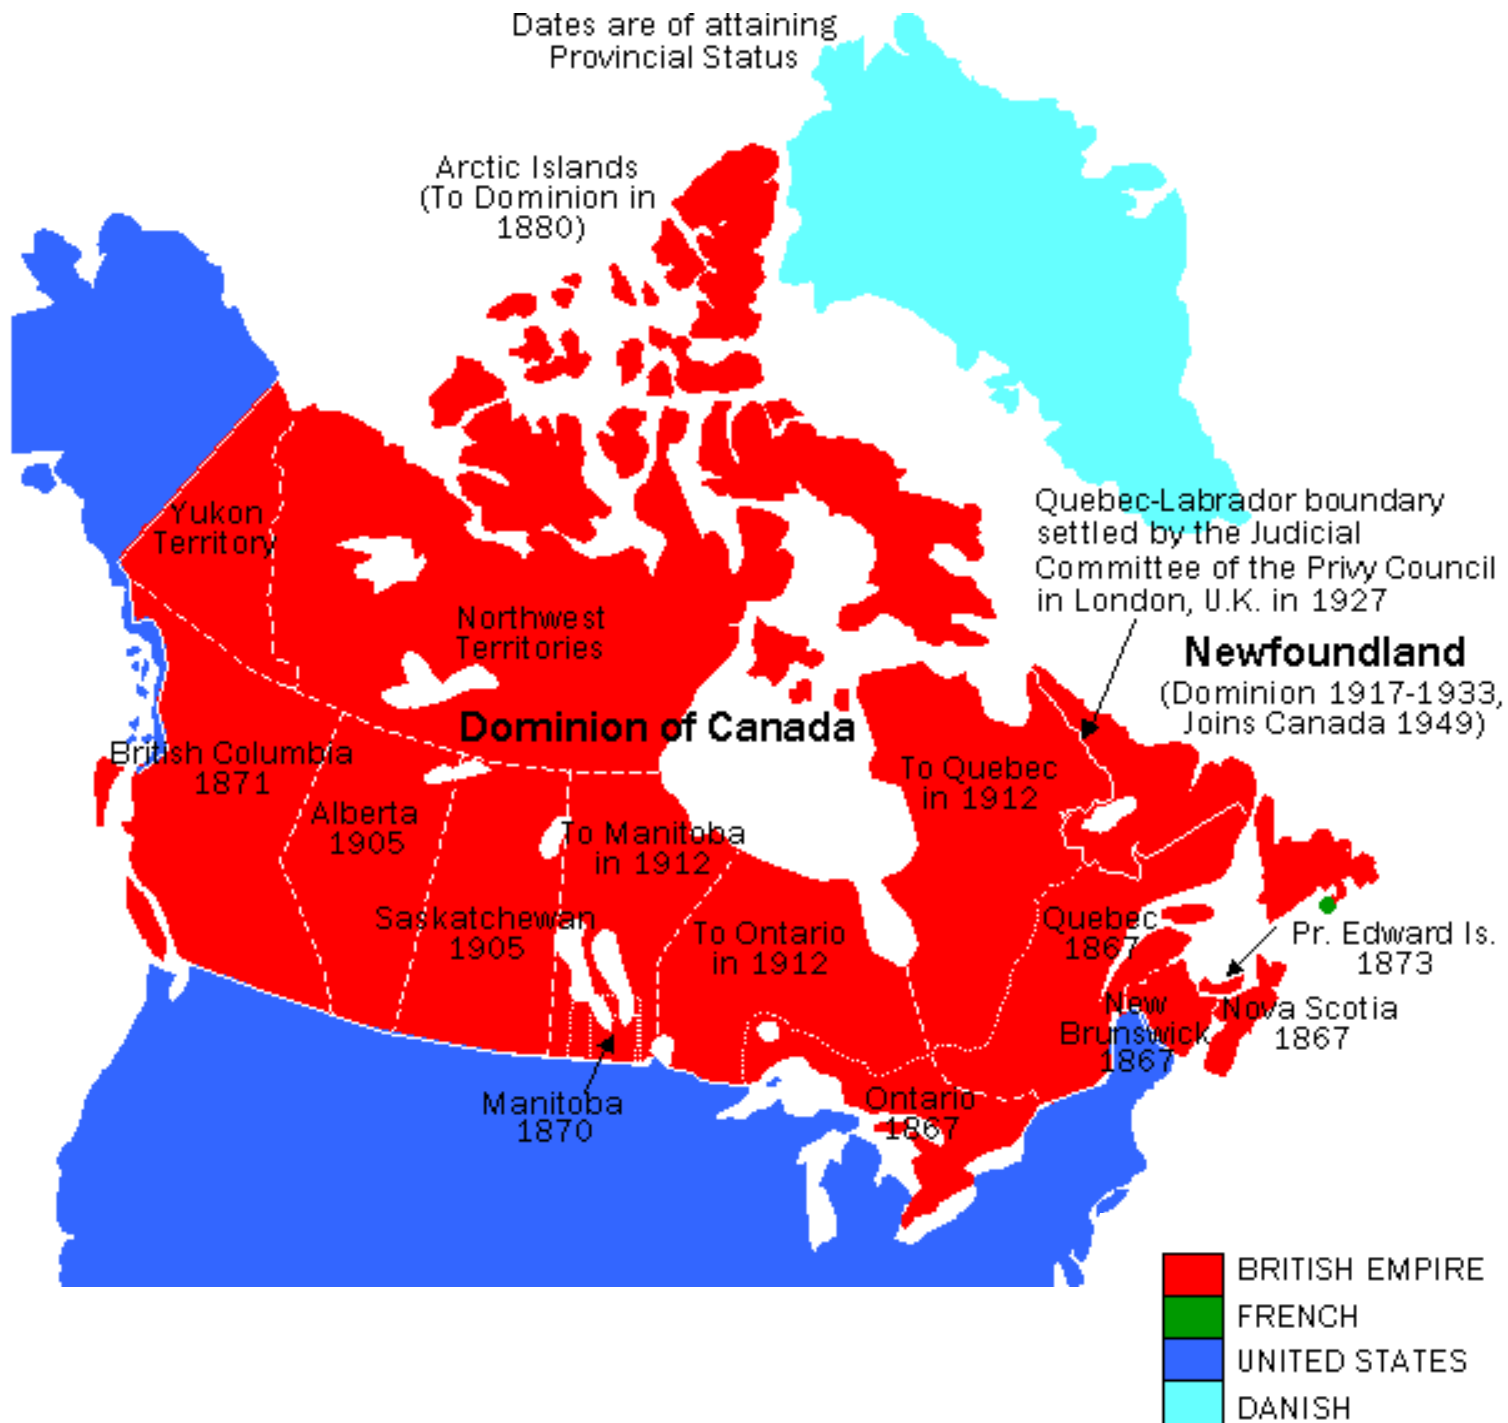 Dates are of attaining
Provincial Status
Arctic Islands
(To Dominion in
1880)
Yukon
Territory
Northwest
Territories
Quebec-Labrador boundary
settled by the Judicial
Committee of the Privy Council
in London, U.K. in 1927
Newfoundland
(Dominion 1917-1933,
Joins Canada 1949)
Dominion of Canada
British Columbia
1871
Alberta
1905
To Manitoba
in 1912
To Quebec
in 1912
Saskatchewan
1905
To Ontario
in 1912
Quebec
1867
Pr. Edward Is.
1873
New
Brunswick
1867
Nova Scotia
1867
Manitoba
1870
Ontario
1867
BRITISH EMPIRE
FRENCH
UNITED STATES
DANISH